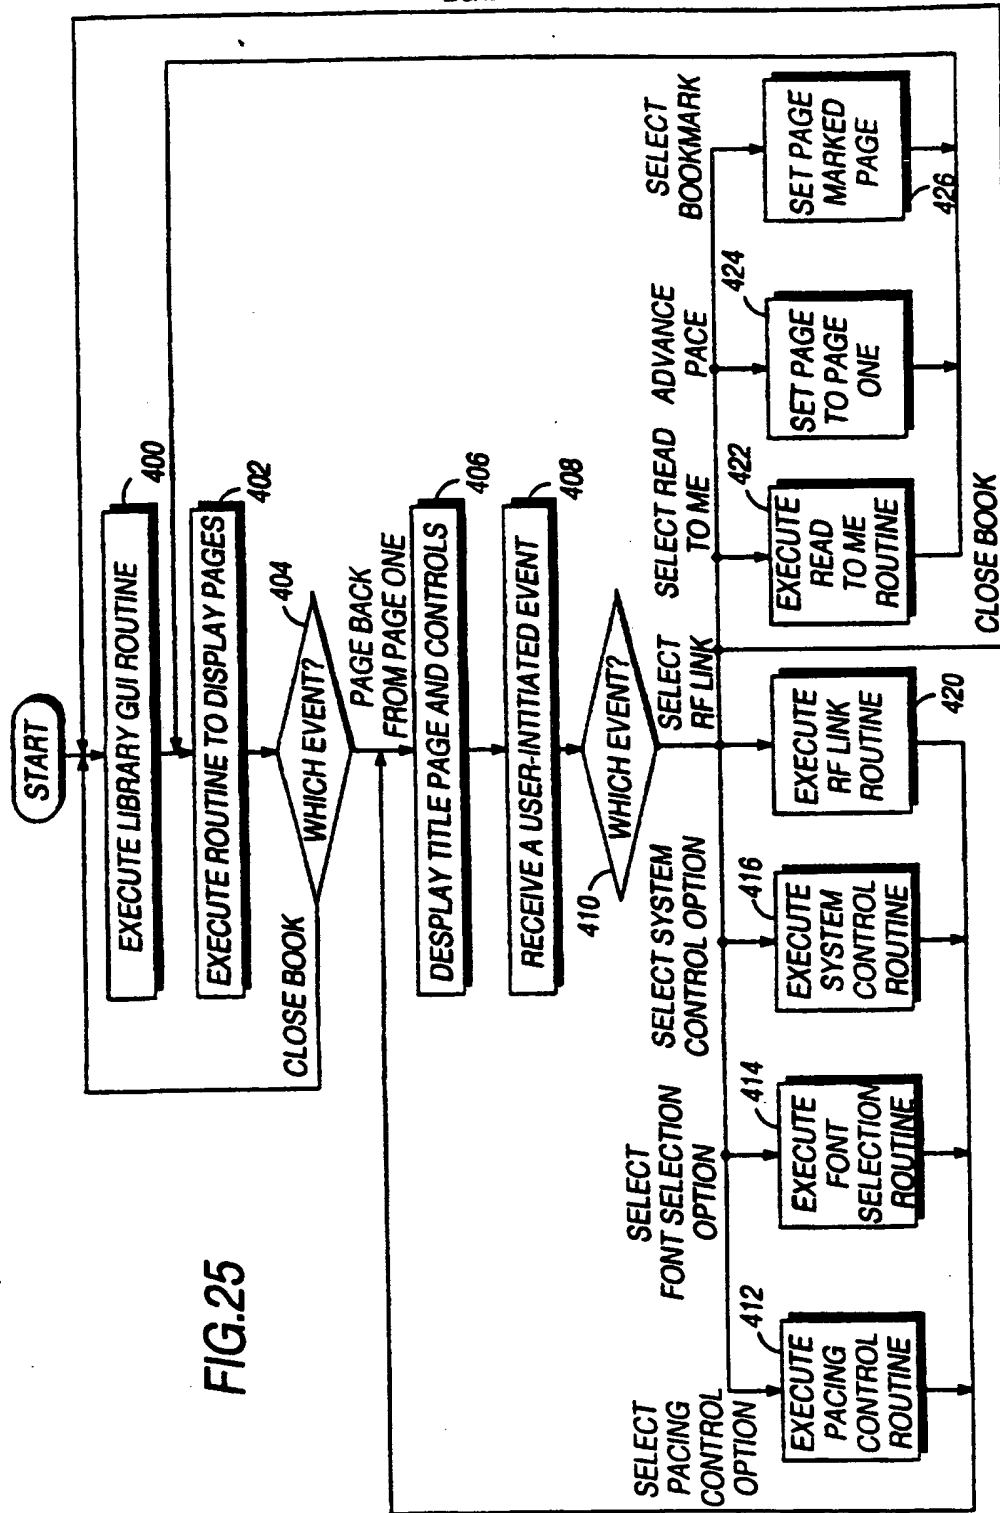 START
EXECUTE LIBRARY GUI ROUTINE
400
EXECUTE ROUTINE TO DISPLAY PAGES
402
WHICH EVENT?
404
CLOSE BOOK
PAGE BACK
FROM PAGE ONE
DESPLAY TITLE PAGE AND CONTROLS
406
RECEIVE A USER-INTITIATED EVENT
408
WHICH EVENT?
410
SELECT
PACING
CONTROL
OPTION
SELECT
FONT SELECTION
OPTION
SELECT SYSTEM
CONTROL OPTION
SELECT
RF LINK
SELECT READ
TO ME
ADVANCE
PACE
SELECT
BOOKMARK
EXECUTE
PACING
CONTROL
ROUTINE
412
EXECUTE
FONT
SELECTION
ROUTINE
414
EXECUTE
SYSTEM
CONTROL
ROUTINE
416
EXECUTE
RF LINK
ROUTINE
420
EXECUTE
READ
TO ME
ROUTINE
422
SET PAGE
TO PAGE
ONE
424
SET PAGE
MARKED
PAGE
426
CLOSE BOOK
FIG.25